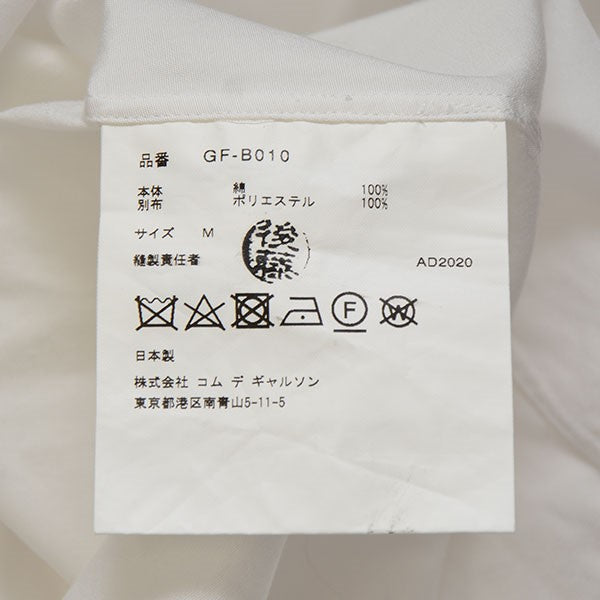 品番 GF-B010
本体 綿 100%
別布 ポリエステル 100%
サイズ M
後藤
縫製責任者 AD2020
F W
日本製
株式会社 コム デ ギャルソン
東京都港区南青山5-11-5